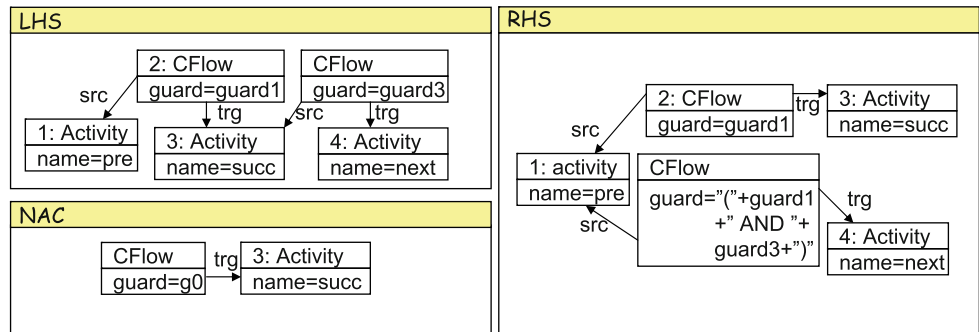 LHS
2: CFlow
guard=guard1
CFlow
guard=guard3
src
trg
src
trg
1: Activity
name=pre
3: Activity
name=succ
4: Activity
name=next
NAC
CFlow
guard=g0
trg
3: Activity
name=succ
RHS
2: CFlow
guard=guard1
trg
3: Activity
name=succ
src
1: activity
name=pre
CFlow
guard="("+guard1
+" AND "+
guard3+")"
src
trg
4: Activity
name=next